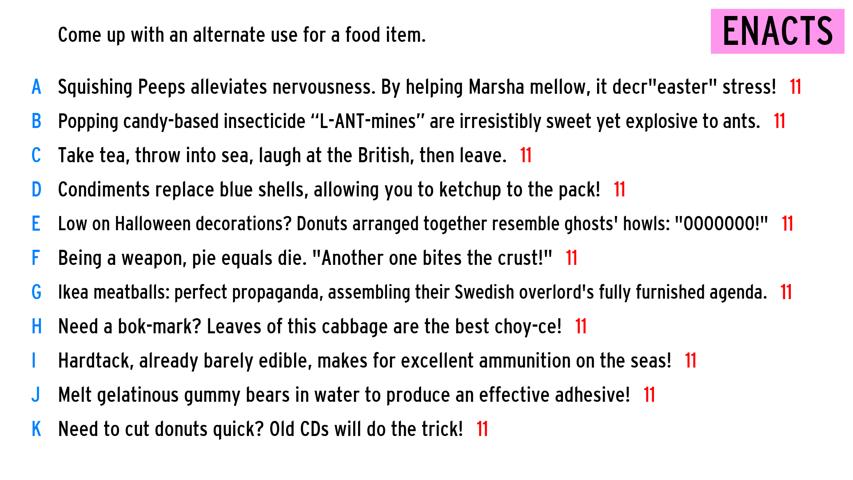 Come up with an alternate use for a food item.
ENACTS
A Squishing Peeps alleviates nervousness. By helping Marsha mellow, it decr"easter" stress! 11
B Popping candy-based insecticide “L-ANT-mines” are irresistibly sweet yet explosive to ants. 11
C Take tea, throw into sea, laugh at the British, then leave. 11
D Condiments replace blue shells, allowing you to ketchup to the pack! 11
E Low on Halloween decorations? Donuts arranged together resemble ghosts' howls: "OOOOOOO!" 11
F Being a weapon, pie equals die. "Another one bites the crust!" 11
G Ikea meatballs: perfect propaganda, assembling their Swedish overlord's fully furnished agenda. 11
H Need a bok-mark? Leaves of this cabbage are the best choy-ce! 11
I Hardtack, already barely edible, makes for excellent ammunition on the seas! 11
J Melt gelatinous gummy bears in water to produce an effective adhesive! 11
K Need to cut donuts quick? Old CDs will do the trick! 11